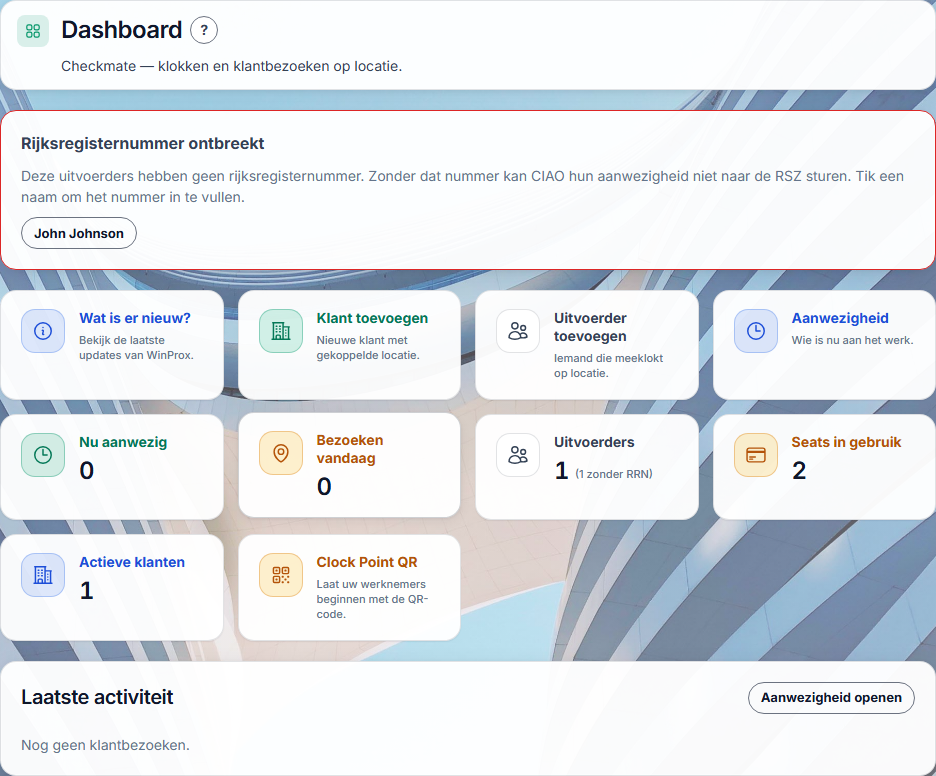 Dashboard ?
Checkmate — klokken en klantbezoeken op locatie.
Rijksregisternummer ontbreekt
Deze uitvoerders hebben geen rijksregisternummer. Zonder dat nummer kan CIAO hun aanwezigheid niet naar de RSZ sturen. Tik een
naam om het nummer in te vullen.
John Johnson
Wat is er nieuw?
Bekijk de laatste
updates van WinProx.
Klant toevoegen
Nieuwe klant met
gekoppelde locatie.
Uitvoerder
toevoegen
Iemand die meeklokt
op locatie.
Aanwezigheid
Wie is nu aan het werk.
Nu aanwezig
0
Bezoeken
vandaag
0
Uitvoerders
1 (1 zonder RRN)
Seats in gebruik
2
Actieve klanten
1
Clock Point QR
Laat uw werknemers
beginnen met de QR-
code.
Laatste activiteit
Aanwezigheid openen
Nog geen klantbezoeken.